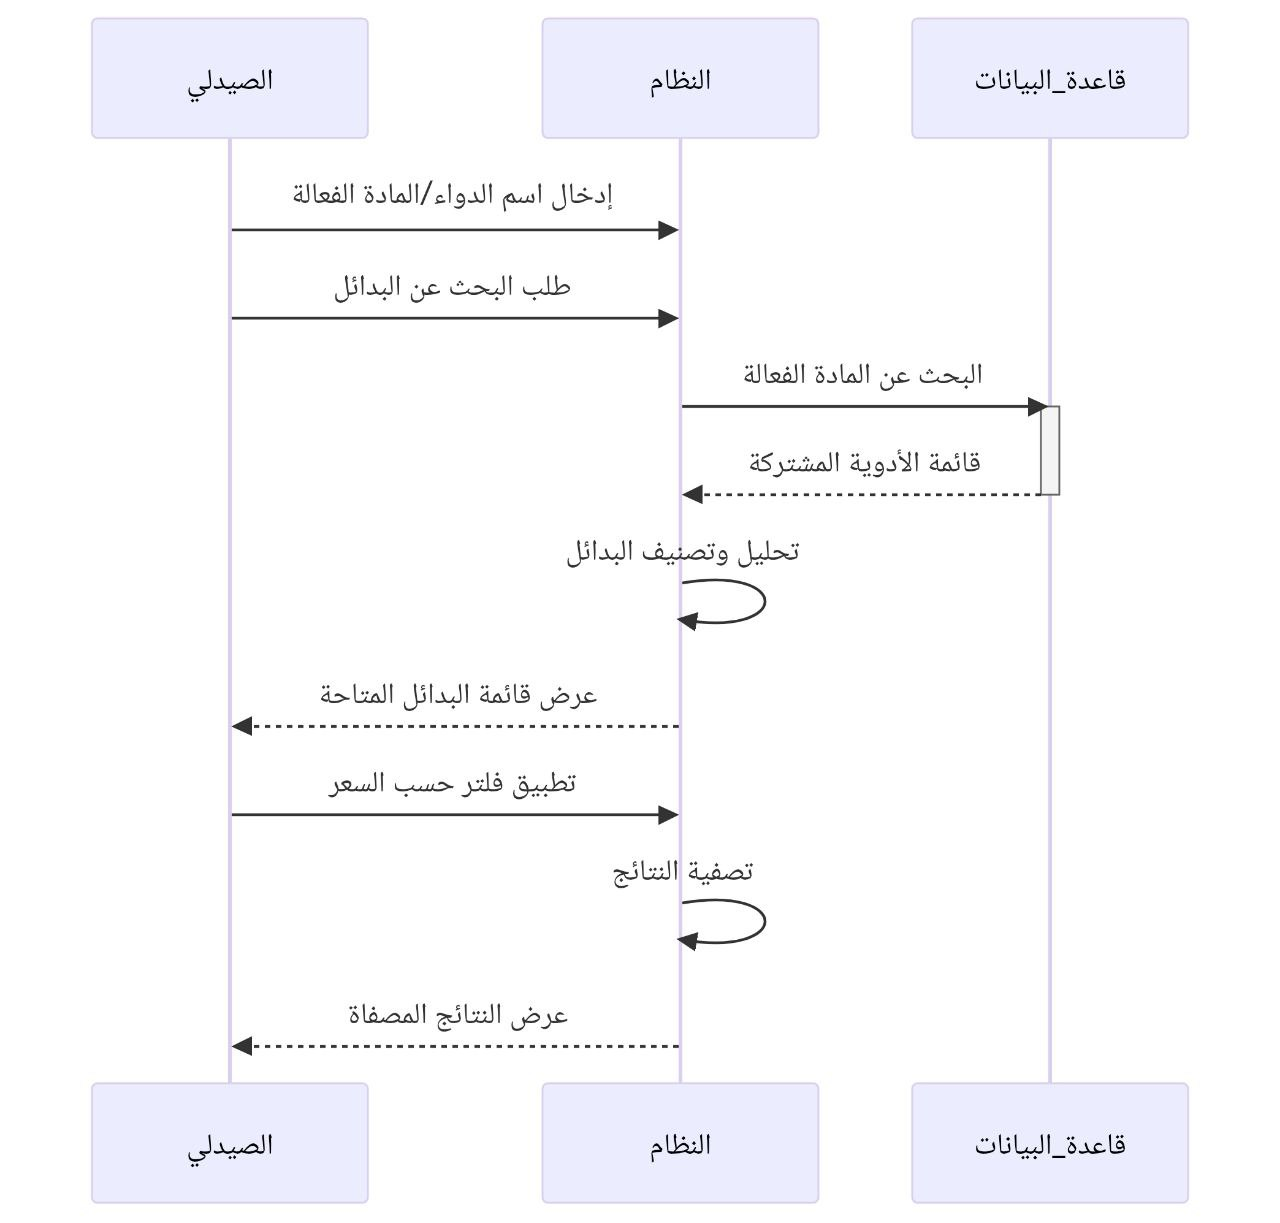 الصيدلي
النظام
قاعدة_البيانات
إدخال اسم الدواء/المادة الفعالة
طلب البحث عن البدائل
البحث عن المادة الفعالة
قائمة الأدوية المشتركة
تحليل وتصنيف البدائل
عرض قائمة البدائل المتاحة
تطبيق فلتر حسب السعر
تصفية النتائج
عرض النتائج المصفاة
الصيدلي
النظام
قاعدة_البيانات